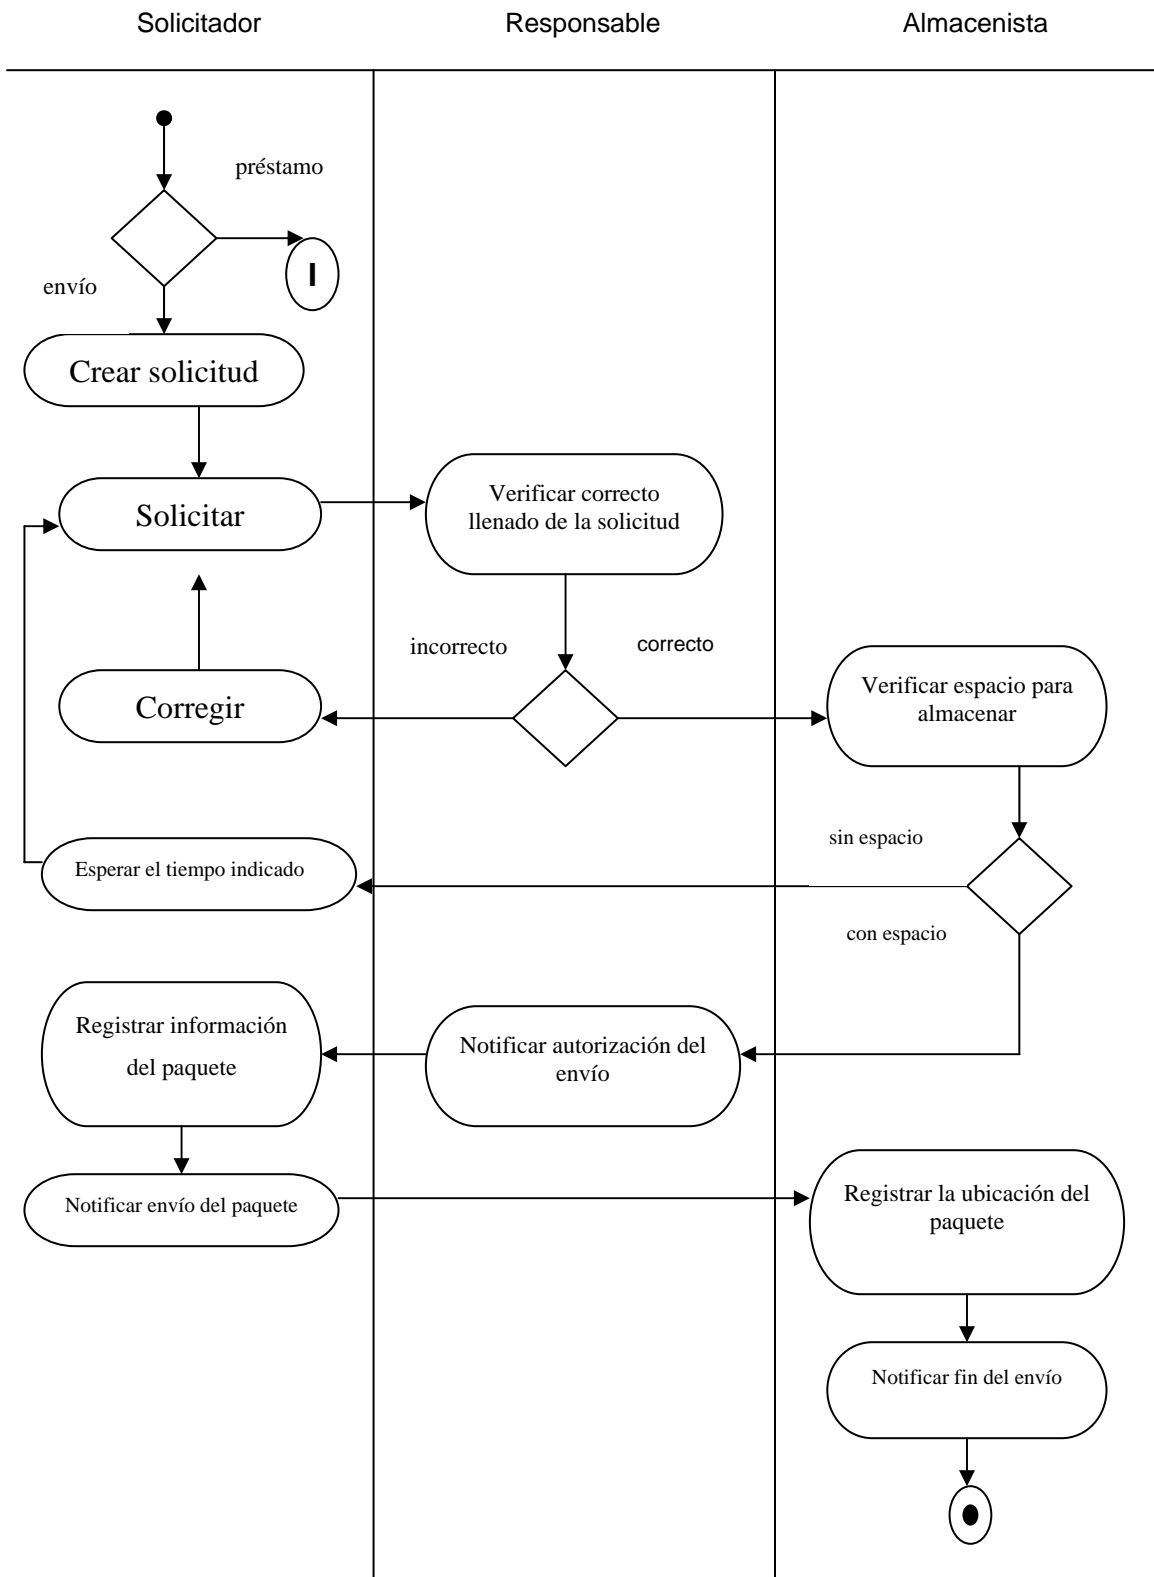 Solicitador
Responsable
Almacenista
préstamo
I
envío
Crear solicitud
Solicitar
Verificar correcto
llenado de la solicitud
incorrecto
correcto
Corregir
Verificar espacio para
almacenar
sin espacio
Esperar el tiempo indicado
con espacio
Registrar información
del paquete
Notificar autorización del
envío
Notificar envío del paquete
Registrar la ubicación del
paquete
Notificar fin del envío